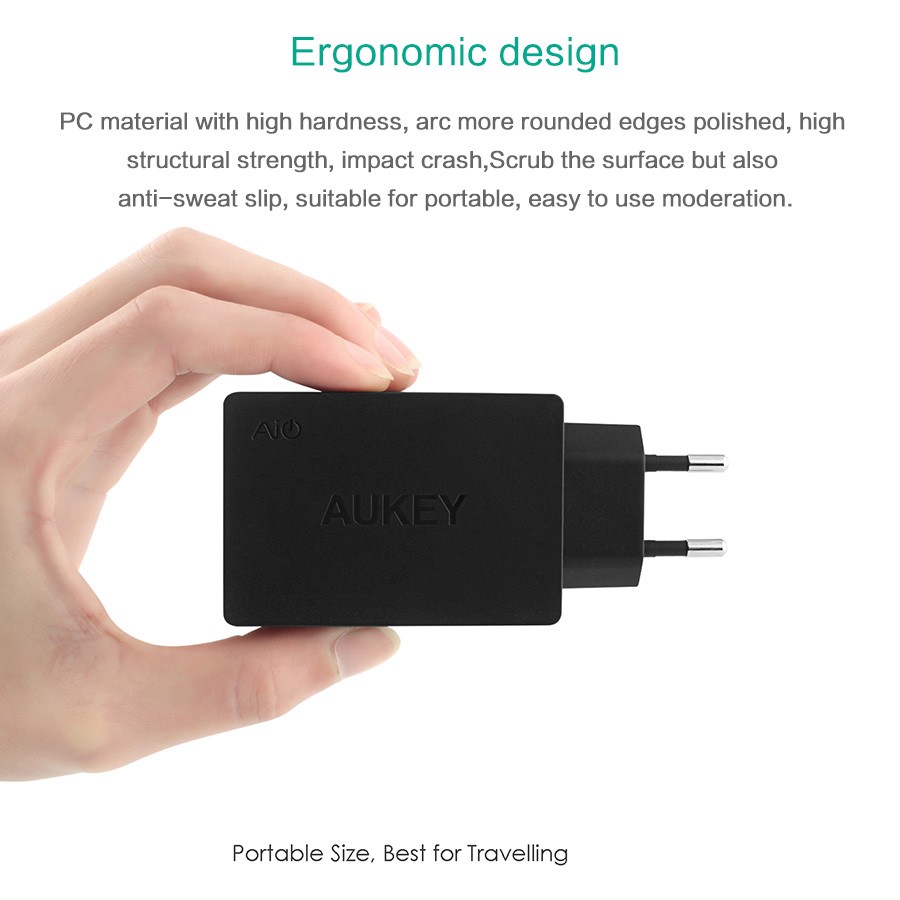 Ergonomic design
PC material with high hardness, arc more rounded edges polished, high
structural strength, impact crash,Scrub the surface but also
anti-sweat slip, suitable for portable, easy to use moderation.
AiO
AUKEY
Portable Size, Best for Travelling